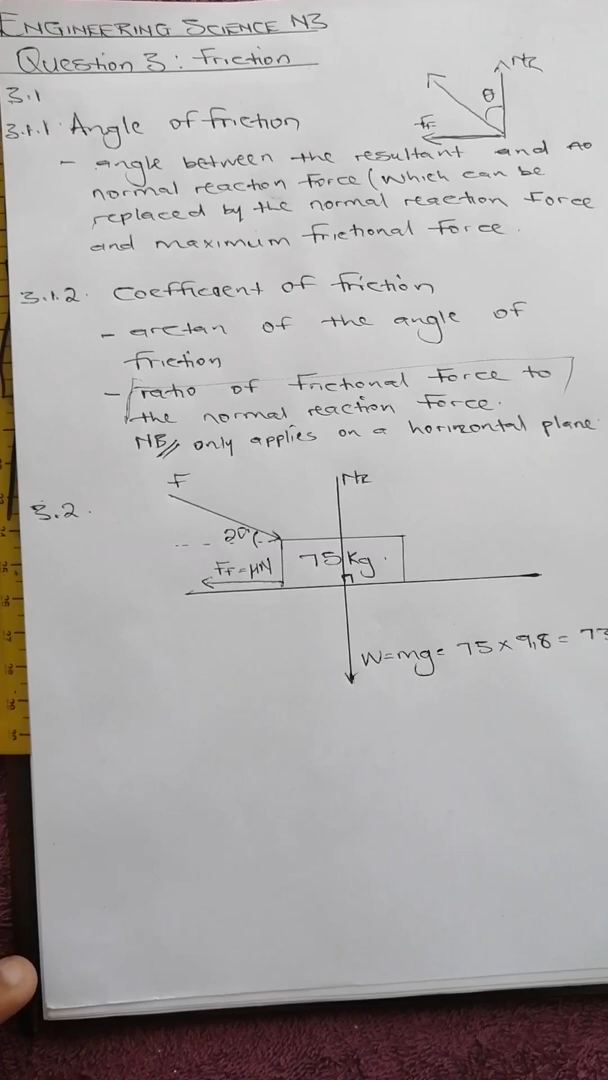 ENGINEERING SCIENCE N3
Question 3: Friction
3.1
3.1.1 Angle of friction
NR
θ
Fr
- angle between the resultant and
normal reaction force (which can be
replaced by the normal reaction force
and maximum frictional force.
3.1.2. Coefficient of friction
- arctan of the angle of
friction
- ratio of frictional force to
the normal reaction force.
NB// only applies on a horizontal plane
3.2.
F
NR
20°
75 kg.
Fr = μN
W=mg= 75 × 9,8 = 73